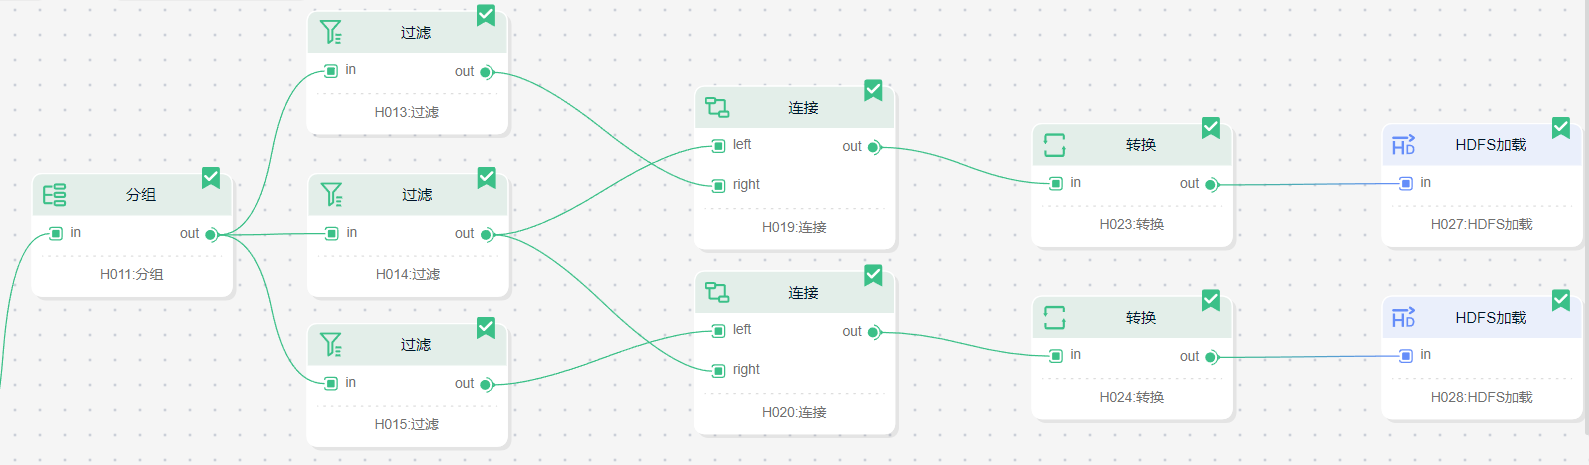 分组
in
out
H011:分组
过滤
in
out
H013:过滤
过滤
in
out
H014:过滤
过滤
in
out
H015:过滤
连接
left
out
right
H019:连接
连接
left
out
right
H020:连接
转换
in
out
H023:转换
转换
in
out
H024:转换
HDFS加载
in
H027:HDFS加载
HDFS加载
in
H028:HDFS加载